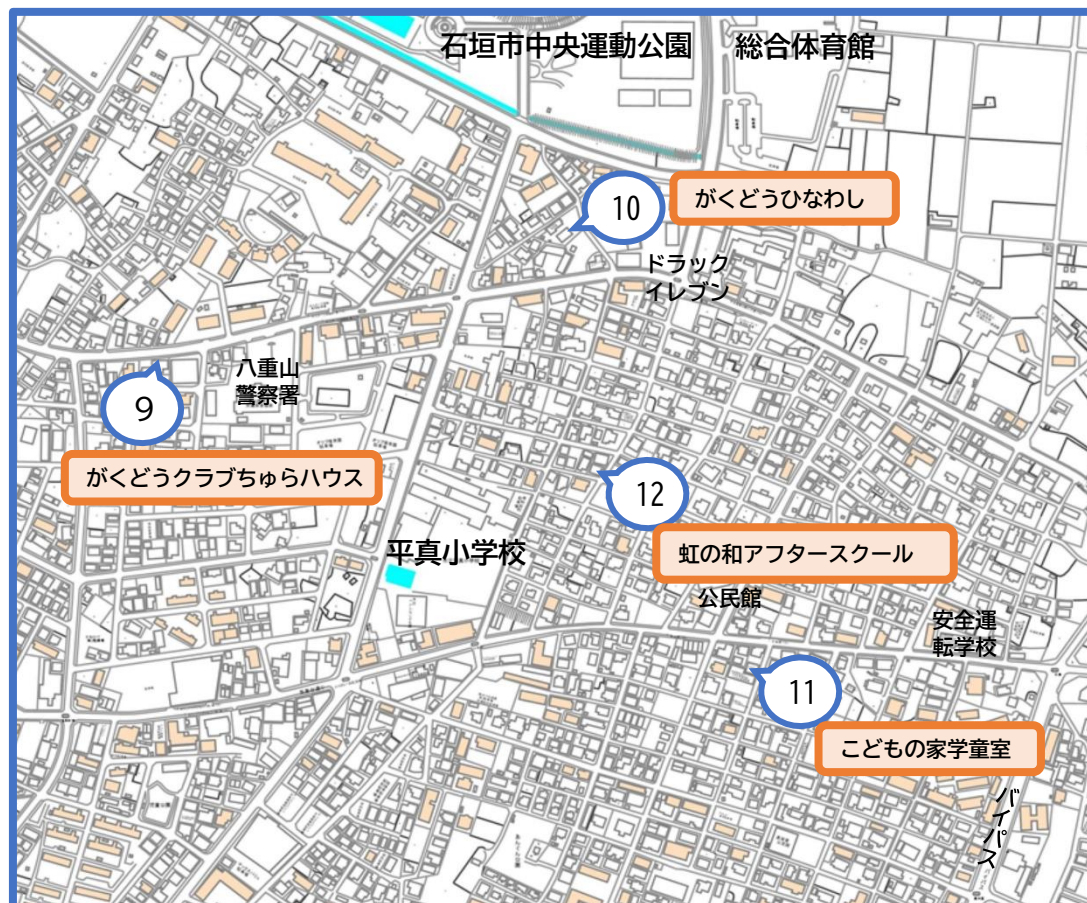 石垣市中央運動公園
総合体育館
10
がくどうひなわし
ドラック
イレブン
八重山
警察署
9
がくどうクラブちゅらハウス
12
平真小学校
虹の和アフタースクール
公民館
安全運
転学校
11
こどもの家学童室
バイパス